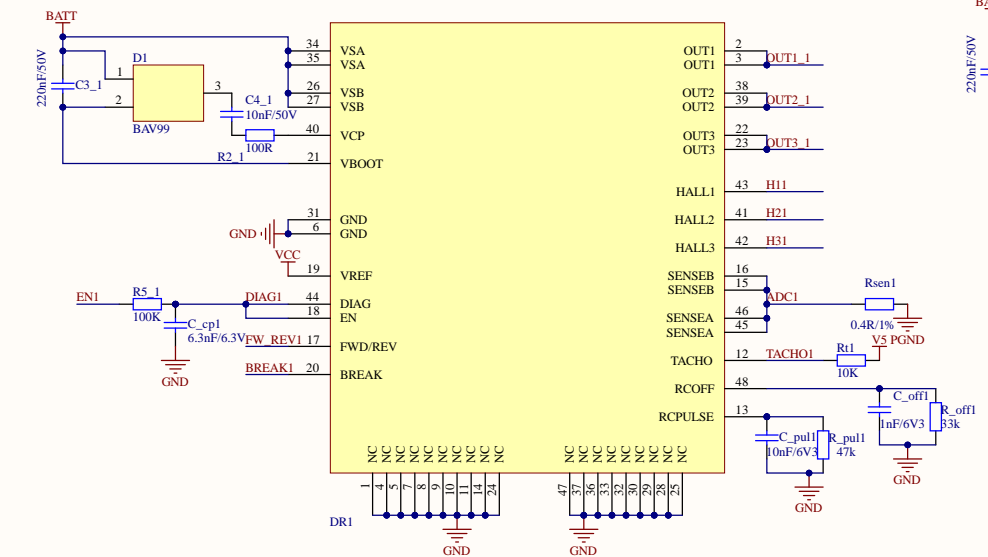 BATT
BA
34 VSA
35 VSA
26 VSB
27 VSB
40 VCP
21 VBOOT
31 GND
6 GND
19 VREF
44 DIAG
18 EN
17 FWD/REV
20 BREAK
OUT1 2
OUT1 3 OUT1_1
OUT2 38
OUT2 39 OUT2_1
OUT3 22
OUT3 23 OUT3_1
HALL1 43 H11
HALL2 41 H21
HALL3 42 H31
SENSEB 16
SENSEB 15
ADC1
SENSEA 46
SENSEA 45
TACHO 12 TACHO1
RCOFF 48
RCPULSE 13
220nF/50V
C3_1
D1
1
2
3
BAV99
C4_1
10nF/50V
100R
R2_1
GND
VCC
EN1
R5_1
100K
DIAG1
C_cp1
6.3nF/6.3V
FW_REV1
BREAK1
GND
Rsen1
0.4R/1%
PGND
V5
Rt1
10K
C_off1
1nF/6V3
R_off1
33k
GND
C_pul1
10nF/6V3
R_pul1
47k
GND
220nF/50V
NC NC NC NC NC NC NC NC NC NC
1 4 5 7 8 9 10 11 14 24
NC NC NC NC NC NC NC NC NC
47 37 36 33 32 30 29 28 25
DR1
GND
GND